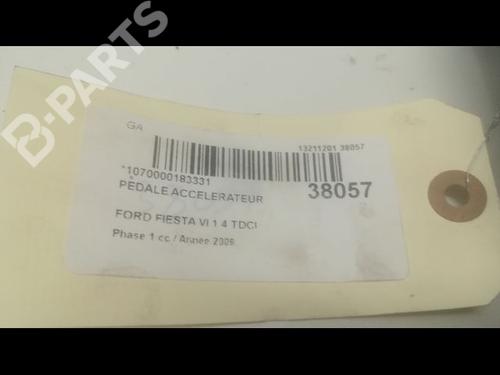 B-PARTS
GA
13211201 38057
*1070000183331
PEDALE ACCELERATEUR
38057
FORD FIESTA VI 1.4 TDCI
Phase 1 cc / Année 2009